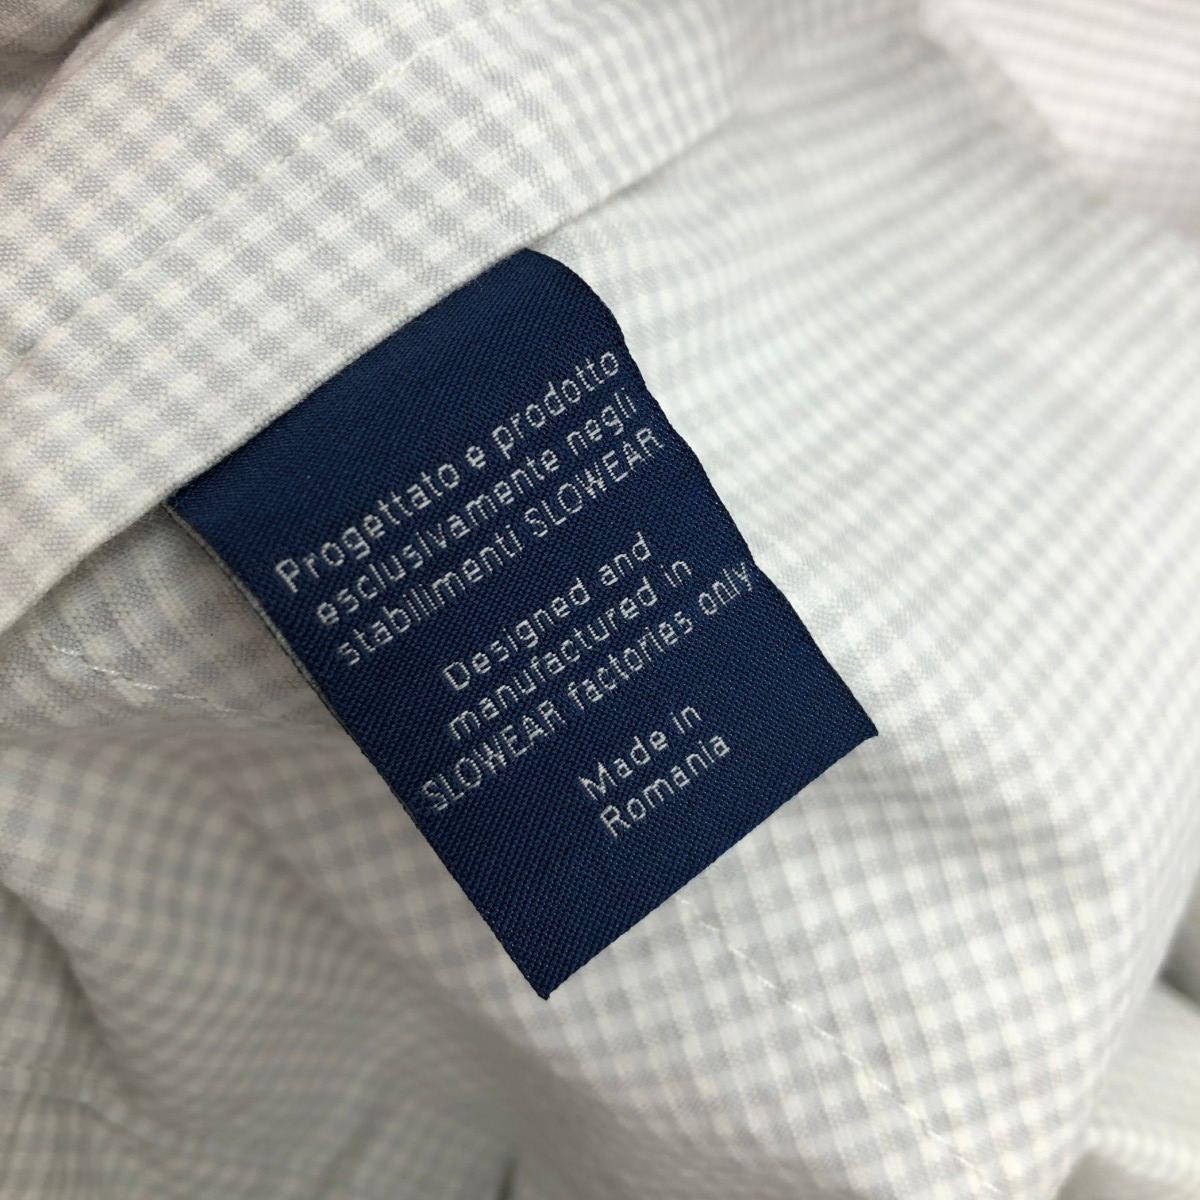 Progettato e prodotto
esclusivamente negli
stabilimenti SLOWEAR
Designed and
manufactured in
SLOWEAR factories only
Made in
Romania